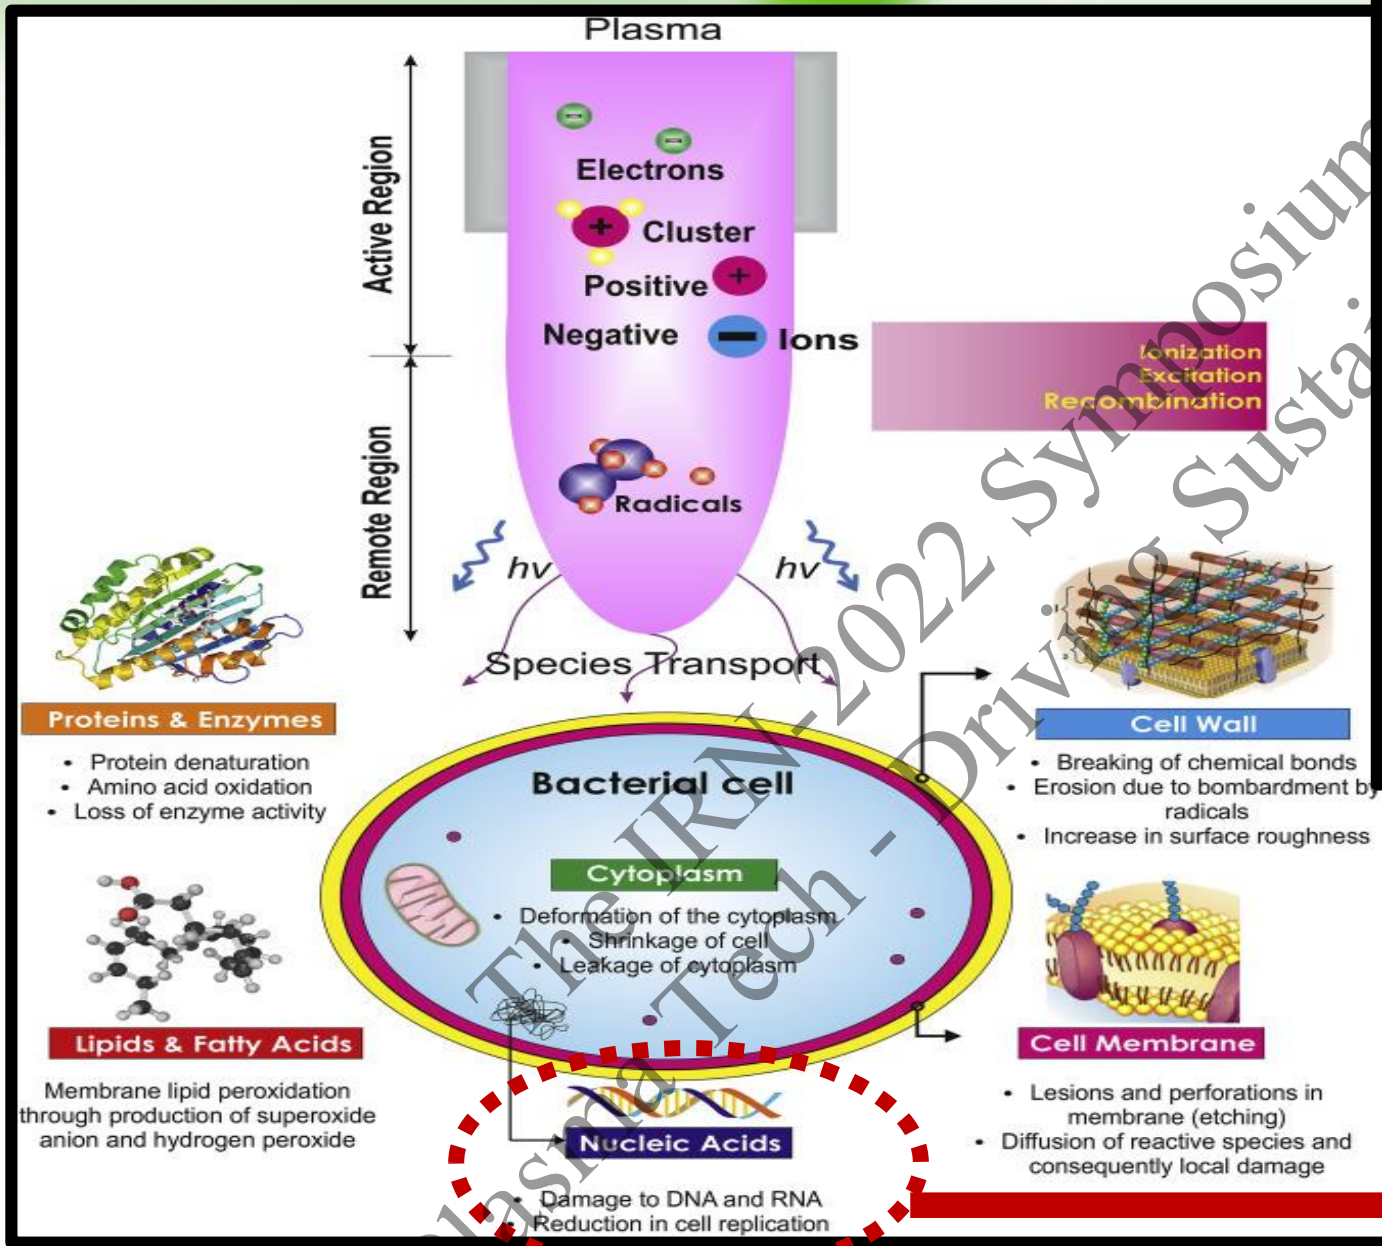 Plasma
Active Region
Electrons
Cluster
Positive
Negative
Ions
Ionization
Excitation
Recombination
Remote Region
Radicals
hv
hv
Species Transport
Proteins & Enzymes
• Protein denaturation
• Amino acid oxidation
• Loss of enzyme activity
Lipids & Fatty Acids
Membrane lipid peroxidation
through production of superoxide
anion and hydrogen peroxide
Bacterial cell
Cytoplasm
• Deformation of the cytoplasm
• Shrinkage of cell
• Leakage of cytoplasm
Nucleic Acids
• Damage to DNA and RNA
• Reduction in cell replication
Cell Wall
• Breaking of chemical bonds
• Erosion due to bombardment by
radicals
• Increase in surface roughness
Cell Membrane
• Lesions and perforations in
membrane (etching)
• Diffusion of reactive species and
consequently local damage
The IRN-2022 Symposium
Plasma Tech - Driving